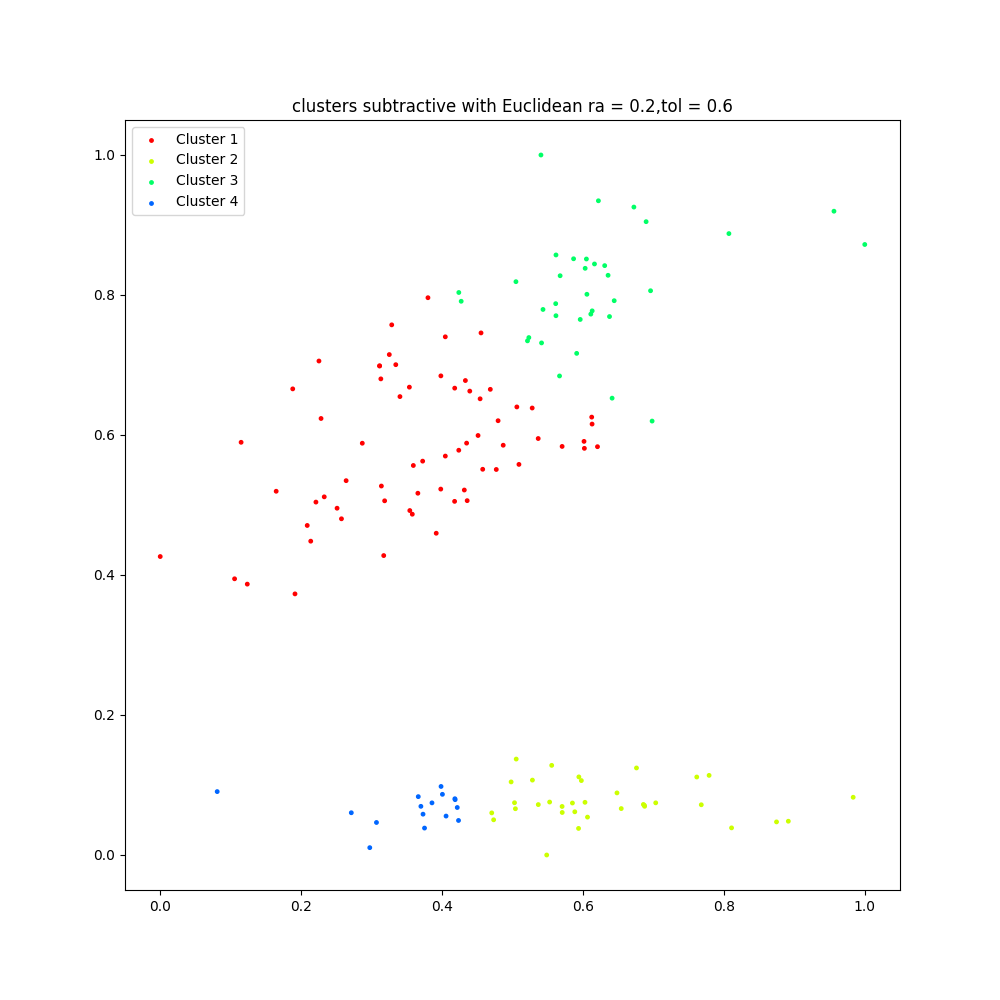 clusters subtractive with Euclidean ra = 0.2,tol = 0.6
Cluster 1
Cluster 2
Cluster 3
Cluster 4
1.0
0.8
0.6
0.4
0.2
0.0
0.0 0.2 0.4 0.6 0.8 1.0